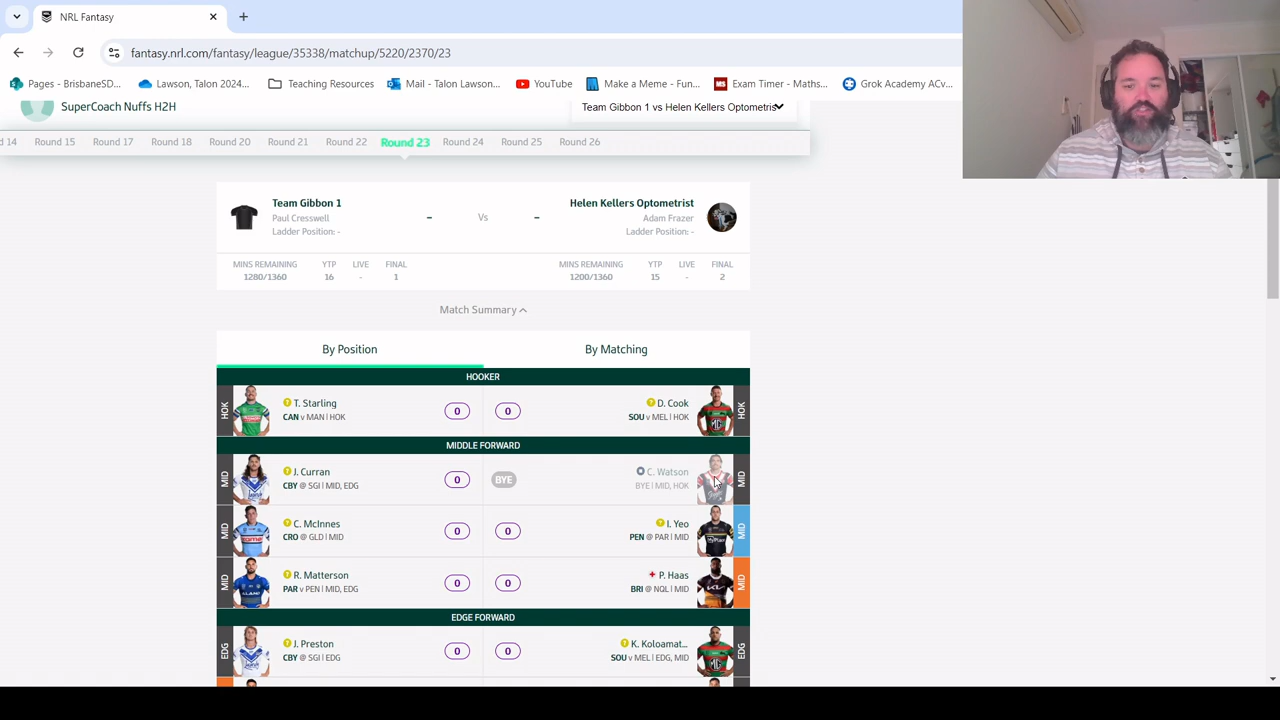 NRL Fantasy
fantasy.nrl.com/fantasy/league/35338/matchup/5220/2370/23
Pages - BrisbaneSD...
Lawson, Talon 2024...
Teaching Resources
Mail - Talon Lawson...
YouTube
Make a Meme - Fun...
Exam Timer - Maths...
Grok Academy ACv...
SuperCoach Nuffs H2H
Team Gibbon 1 vs Helen Kellers Optometris
d 14 Round 15 Round 17 Round 18 Round 20 Round 21 Round 22 Round 23 Round 24 Round 25 Round 26
Team Gibbon 1
Paul Cresswell
Ladder Position: -
- Vs -
Helen Kellers Optometrist
Adam Frazer
Ladder Position: -
MINS REMAINING YTP LIVE FINAL
1280/1360 16 - 1
MINS REMAINING YTP LIVE FINAL
1200/1360 15 - 2
Match Summary
By Position By Matching
HOOKER
HOK T. Starling 0 0 D. Cook HOK
CAN v MAN | HOK SOU v MEL | HOK
MIDDLE FORWARD
MID J. Curran 0 BYE C. Watson MID
CBY @ SGI | MID, EDG BYE | MID, HOK
MID C. McInnes 0 0 I. Yeo MID
CRO @ GLD | MID PEN @ PAR | MID
MID R. Matterson 0 0 P. Haas MID
PAR v PEN | MID, EDG BRI @ NQL | MID
EDGE FORWARD
EDG J. Preston 0 0 K. Koloamat... EDG
CBY @ SGI | EDG SOU v MEL | EDG, MID